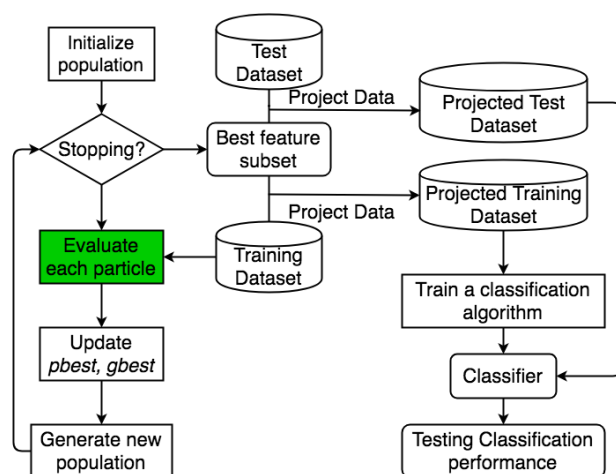 Initialize
population
Stopping?
Evaluate
each particle
Update
pbest, gbest
Generate new
population
Test
Dataset
Project Data
Best feature
subset
Project Data
Training
Dataset
Projected Test
Dataset
Projected Training
Dataset
Train a classification
algorithm
Classifier
Testing Classification
performance